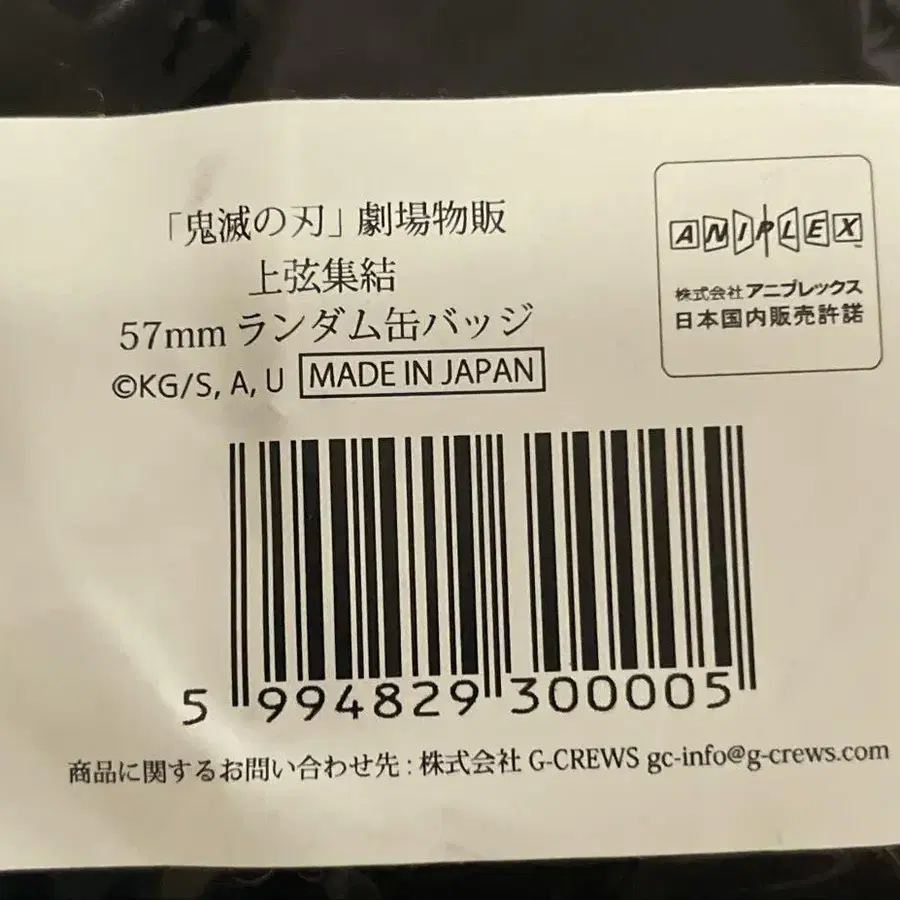 「鬼滅の刃」劇場物販
上弦集結
57mm ランダム缶バッジ
©KG/S, A, U MADE IN JAPAN
ANIPLEX™
株式会社アニプレックス
日本国内販売許諾
5 994829 300005
商品に関するお問い合わせ先 : 株式会社 G-CREWS gc-info@g-crews.com